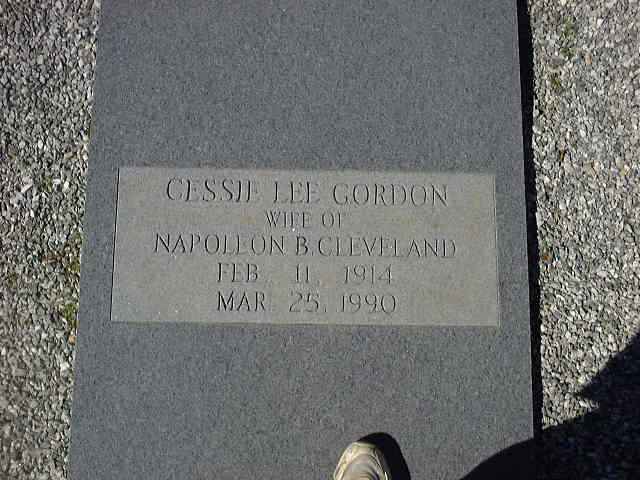 CESSIE LEE GORDON
WIFE OF
NAPOLEON B. CLEVELAND
FEB 11, 1914
MAR 25, 1990